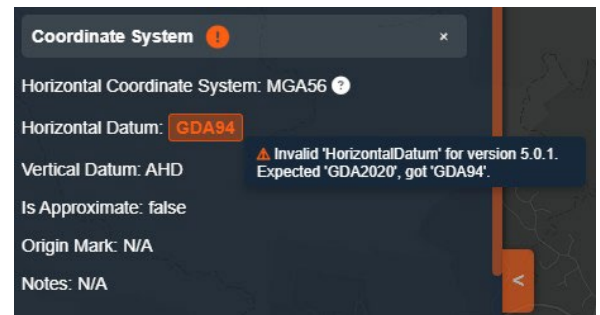 Coordinate System ! ×
Horizontal Coordinate System: MGA56 ?
Horizontal Datum: GDA94
⚠ Invalid 'HorizontalDatum' for version 5.0.1.
Expected 'GDA2020', got 'GDA94'.
Vertical Datum: AHD
Is Approximate: false
Origin Mark: N/A
Notes: N/A
<